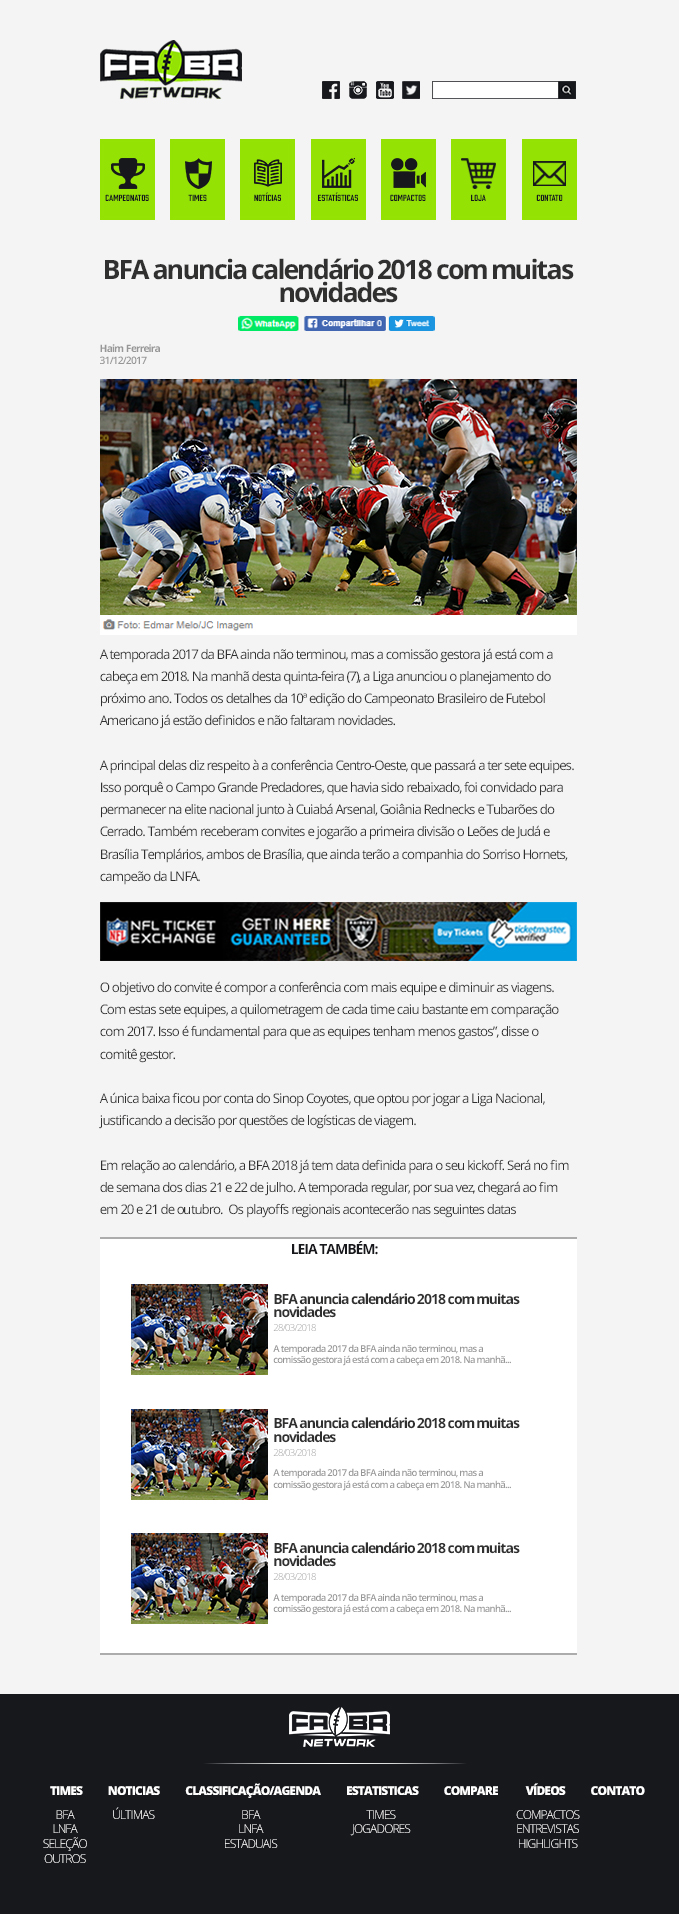 FABR
NETWORK
CAMPEONATOS
TIMES
NOTÍCIAS
ESTATÍSTICAS
COMPACTOS
LOJA
CONTATO
BFA anuncia calendário 2018 com muitas
novidades
WhatsApp
Compartilhar 0
Tweet
Haim Ferreira
31/12/2017
Foto: Edmar Melo/JC Imagem
A temporada 2017 da BFA ainda não terminou, mas a comissão gestora já está com a
cabeça em 2018. Na manhã desta quinta-feira (7), a Liga anunciou o planejamento do
próximo ano. Todos os detalhes da 10ª edição do Campeonato Brasileiro de Futebol
Americano já estão definidos e não faltaram novidades.
A principal delas diz respeito à a conferência Centro-Oeste, que passará a ter sete equipes.
Isso porquê o Campo Grande Predadores, que havia sido rebaixado, foi convidado para
permanecer na elite nacional junto à Cuiabá Arsenal, Goiânia Rednecks e Tubarões do
Cerrado. Também receberam convites e jogarão a primeira divisão o Leões de Judá e
Brasília Templários, ambos de Brasília, que ainda terão a companhia do Sorriso Hornets,
campeão da LNFA.
NFL TICKET
EXCHANGE
GET IN HERE
GUARANTEED
RAIDERS
Buy Tickets
ticketmaster
verified
O objetivo do convite é compor a conferência com mais equipe e diminuir as viagens.
Com estas sete equipes, a quilometragem de cada time caiu bastante em comparação
com 2017. Isso é fundamental para que as equipes tenham menos gastos”, disse o
comitê gestor.
A única baixa ficou por conta do Sinop Coyotes, que optou por jogar a Liga Nacional,
justificando a decisão por questões de logísticas de viagem.
Em relação ao calendário, a BFA 2018 já tem data definida para o seu kickoff. Será no fim
de semana dos dias 21 e 22 de julho. A temporada regular, por sua vez, chegará ao fim
em 20 e 21 de outubro. Os playoffs regionais acontecerão nas seguintes datas
LEIA TAMBÉM:
BFA anuncia calendário 2018 com muitas
novidades
28/03/2018
A temporada 2017 da BFA ainda não terminou, mas a
comissão gestora já está com a cabeça em 2018. Na manhã...
BFA anuncia calendário 2018 com muitas
novidades
28/03/2018
A temporada 2017 da BFA ainda não terminou, mas a
comissão gestora já está com a cabeça em 2018. Na manhã...
BFA anuncia calendário 2018 com muitas
novidades
28/03/2018
A temporada 2017 da BFA ainda não terminou, mas a
comissão gestora já está com a cabeça em 2018. Na manhã...
FABR
NETWORK
TIMES
BFA
LNFA
SELEÇÃO
OUTROS
NOTICIAS
ÚLTIMAS
CLASSIFICAÇÃO/AGENDA
BFA
LNFA
ESTADUAIS
ESTATISTICAS
TIMES
JOGADORES
COMPARE
VÍDEOS
COMPACTOS
ENTREVISTAS
HIGHLIGHTS
CONTATO